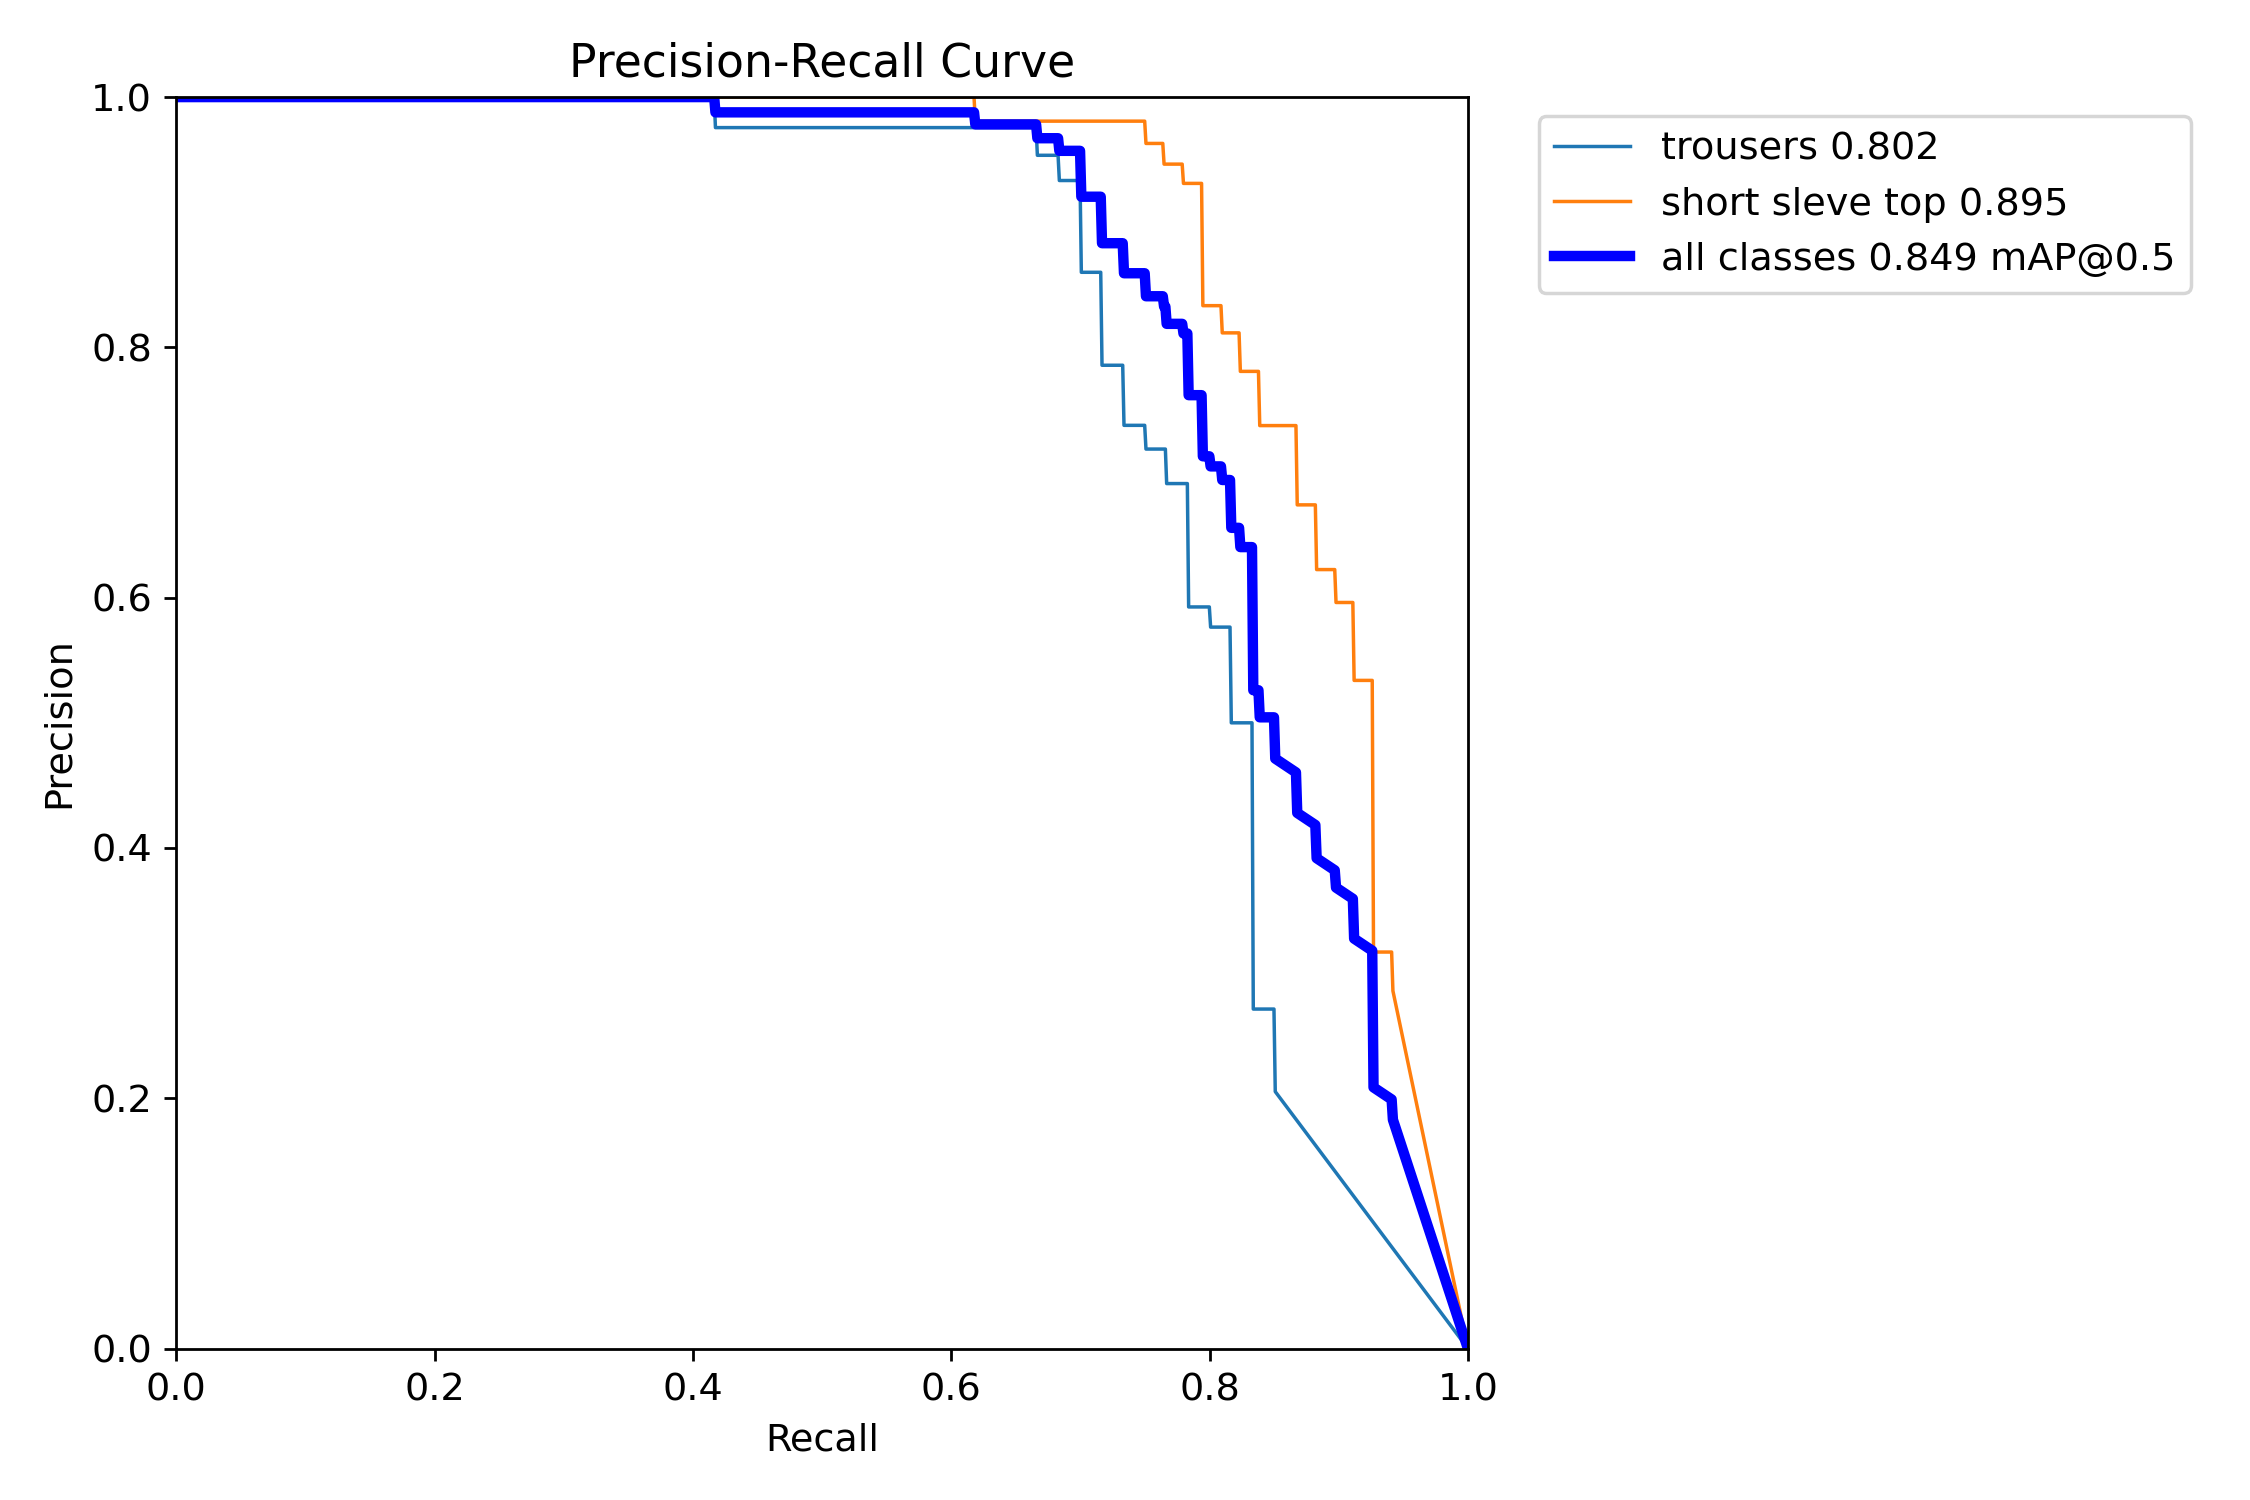 Precision-Recall Curve
1.0
0.8
0.6
0.4
0.2
0.0
Precision
0.0 0.2 0.4 0.6 0.8 1.0
Recall
trousers 0.802
short sleve top 0.895
all classes 0.849 mAP@0.5